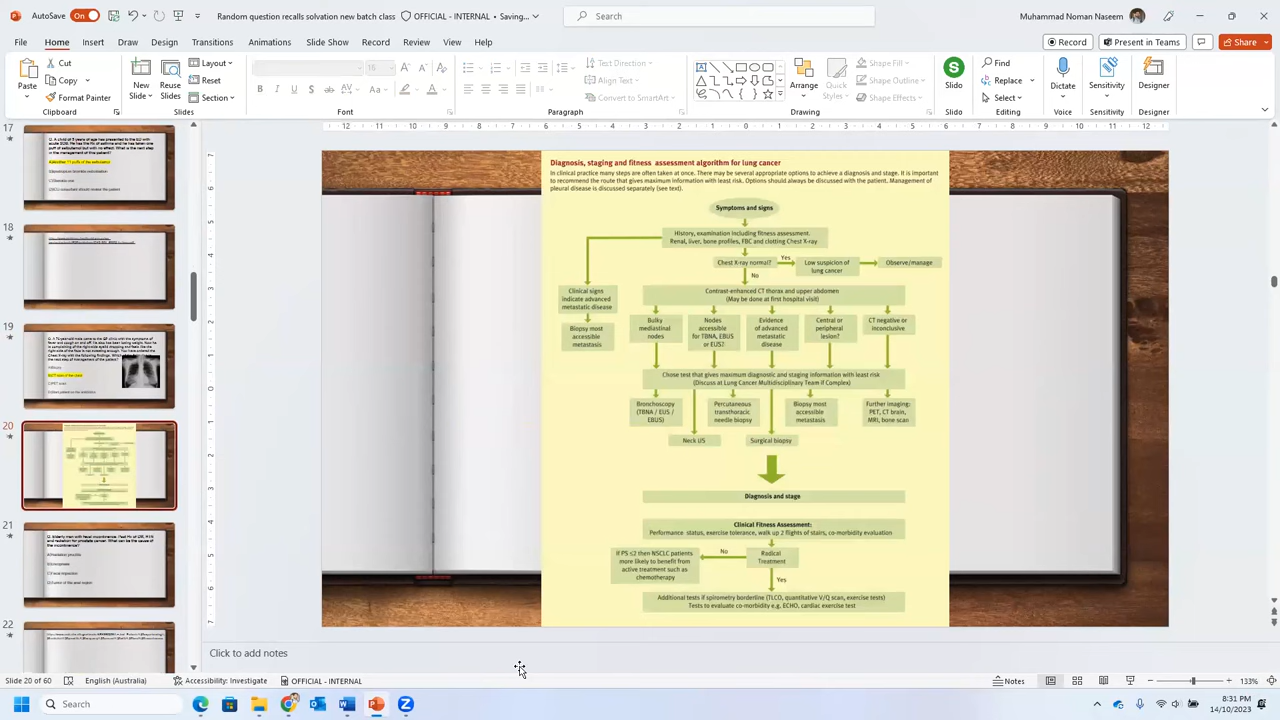 AutoSave On
Random question recalls solvation new batch class
OFFICIAL - INTERNAL • Saving...
Search
Muhammad Noman Naseem
File Home Insert Draw Design Transitions Animations Slide Show Record Review View Help
Record Present in Teams Share
Paste
Cut
Copy
Format Painter
Clipboard
New Slide
Reuse Slides
Layout
Reset
Section
Slides
16
Font
Text Direction
Align Text
Convert to SmartArt
Paragraph
Arrange
Quick Styles
Shape Fill
Shape Outline
Shape Effects
Drawing
Slido
Slido
Find
Replace
Select
Editing
Dictate
Voice
Sensitivity
Sensitivity
Designer
Designer
17
18
19
20
21
22
Diagnosis, staging and fitness assessment algorithm for lung cancer
In clinical practice many steps are often taken at once. There may be several appropriate options to achieve a diagnosis and stage. It is important
to recommend the route that gives maximum information with least risk. Options should always be discussed with the patient. Management of
pleural disease is discussed separately (see text).
Symptoms and signs
History, examination including fitness assessment.
Renal, liver, bone profiles, FBC and clotting Chest X-ray
Chest X-ray normal?
Yes
Low suspicion of
lung cancer
Observe/manage
No
Clinical signs
indicate advanced
metastatic disease
Contrast-enhanced CT thorax and upper abdomen
(May be done at first hospital visit)
Biopsy most
accessible
metastasis
Bulky
mediastinal
nodes
Nodes
accessible
for TBNA, EBUS
or EUS?
Evidence
of advanced
metastatic
disease
Central or
peripheral
lesion?
CT negative or
inconclusive
Chose test that gives maximum diagnostic and staging information with least risk
(Discuss at Lung Cancer Multidisciplinary Team if Complex)
Bronchoscopy
(TBNA / EUS /
EBUS)
Percutaneous
transthoracic
needle biopsy
Biopsy most
accessible
metastasis
Further imaging:
PET, CT brain,
MRI, bone scan
Neck US
Surgical biopsy
Diagnosis and stage
Clinical Fitness Assessment:
Performance status, exercise tolerance, walk up 2 flights of stairs, co-morbidity evaluation
If PS ≤2 then NSCLC patients
more likely to benefit from
active treatment such as
chemotherapy
No
Radical
Treatment
Yes
Additional tests if spirometry borderline (TLCO, quantitative V/Q scan, exercise tests)
Tests to evaluate co-morbidity e.g. ECHO, cardiac exercise test
Click to add notes
Slide 20 of 60
English (Australia)
Accessibility: Investigate
OFFICIAL - INTERNAL
Notes
133%
Search
8:31 PM
14/10/2023